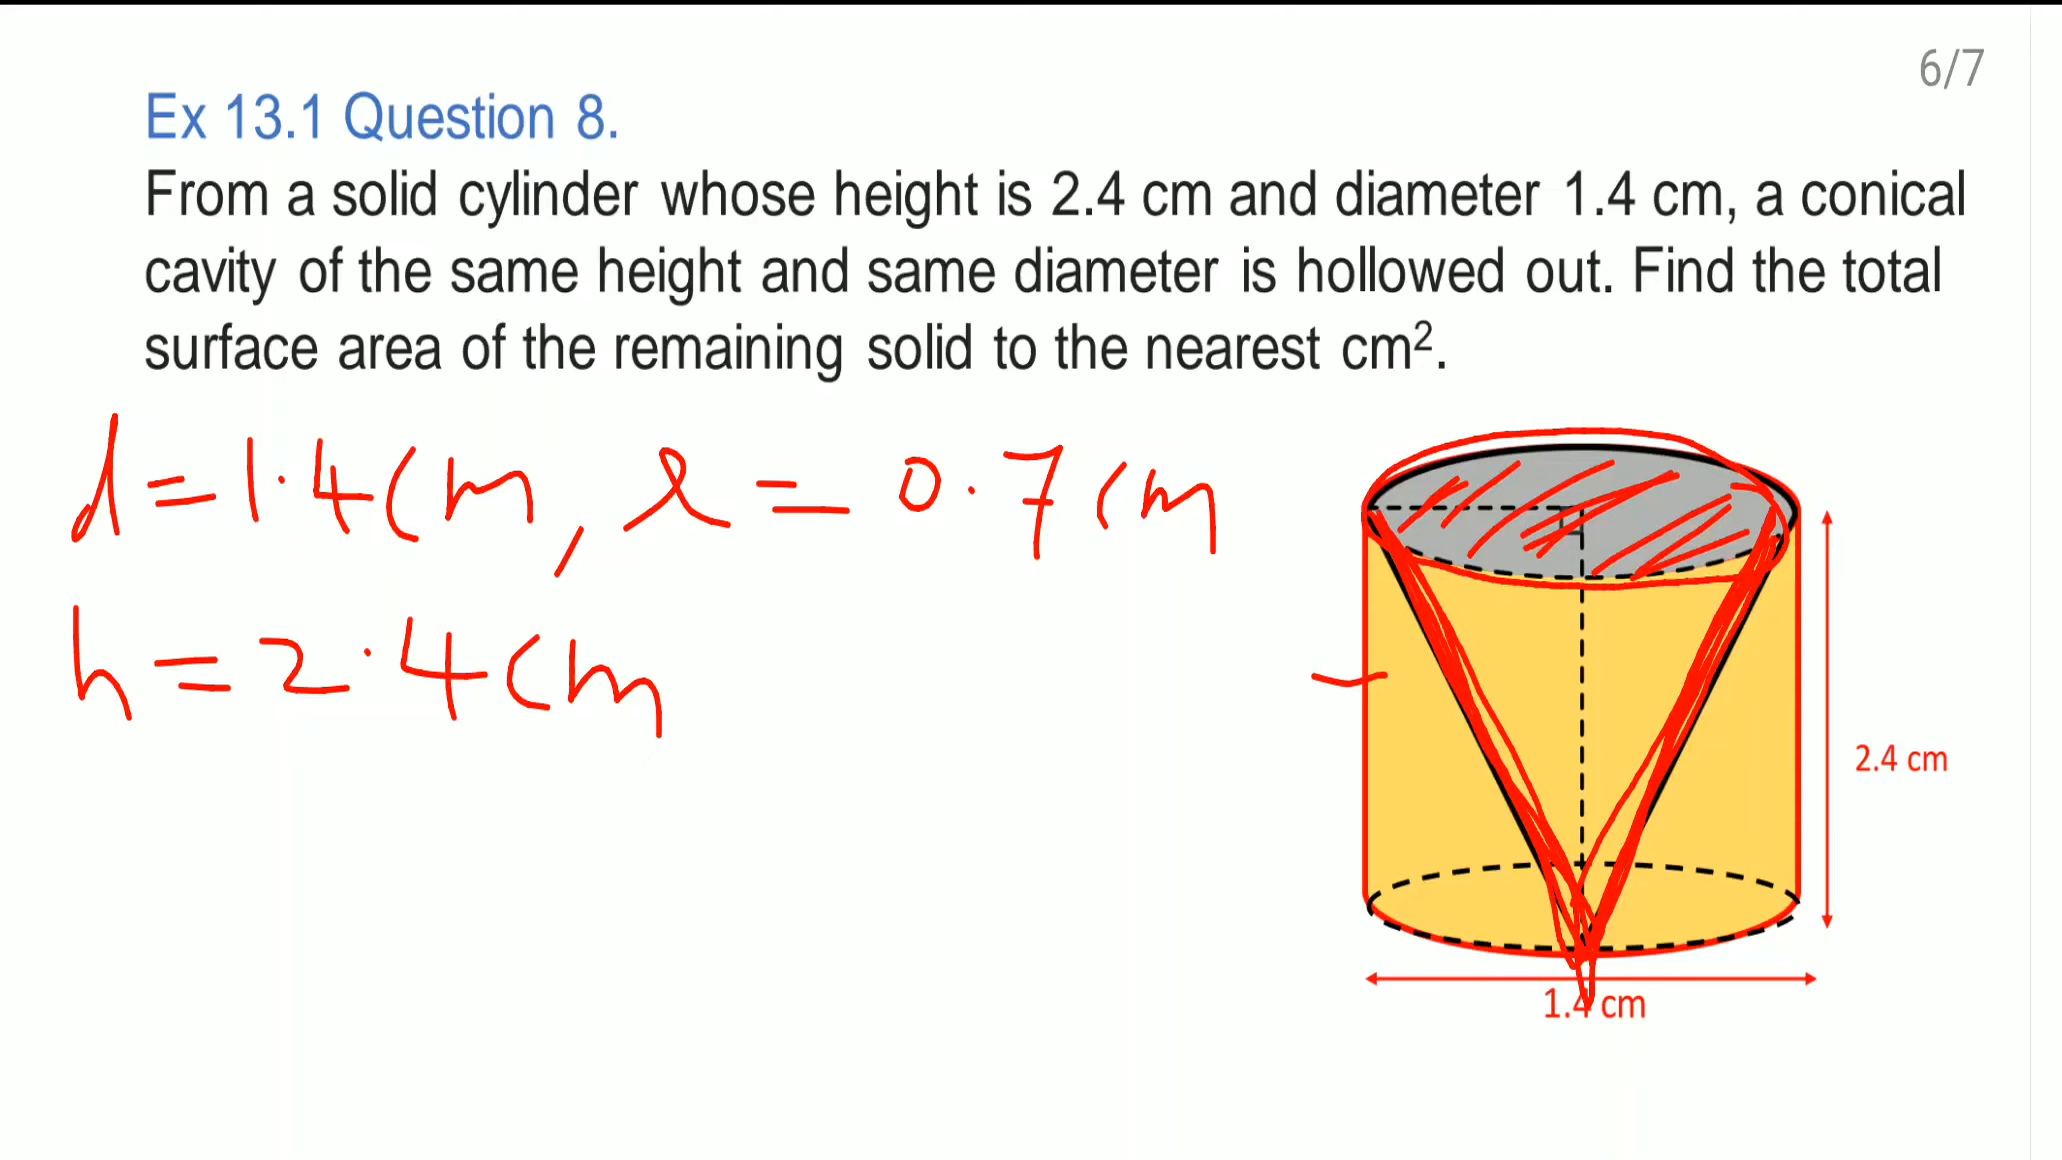 6/7
Ex 13.1 Question 8.
From a solid cylinder whose height is 2.4 cm and diameter 1.4 cm, a conical
cavity of the same height and same diameter is hollowed out. Find the total
surface area of the remaining solid to the nearest cm².
d=1.4cm, r=0.7cm
h=2.4cm
2.4 cm
1.4 cm